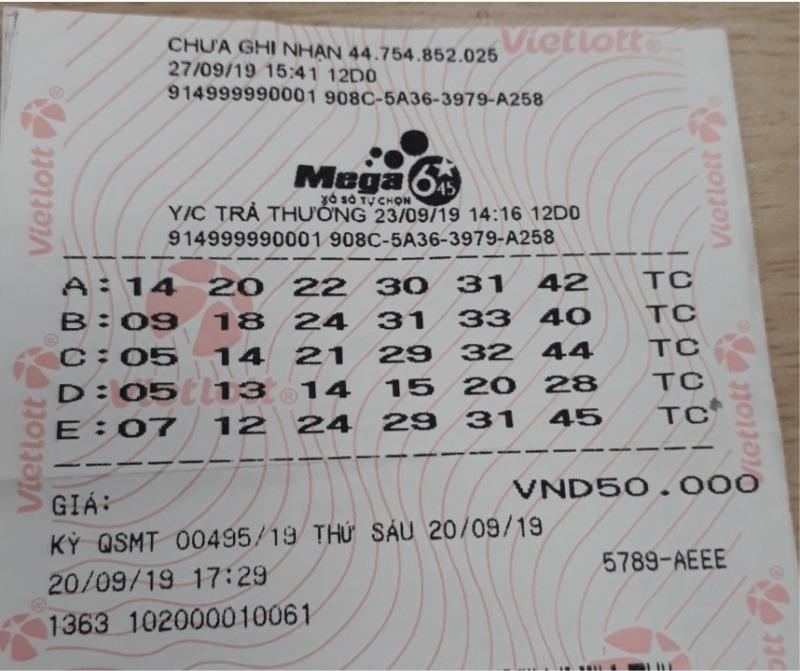 Vietlott®
CHƯA GHI NHẬN 44.754.852.025
27/09/19 15:41 12D0
914999990001 908C-5A36-3979-A258
Mega 6/45
XỔ SỐ TỰ CHỌN
Y/C TRẢ THƯỞNG 23/09/19 14:16 12D0
914999990001 908C-5A36-3979-A258
A: 14 20 22 30 31 42 TC
B: 09 18 24 31 33 40 TC
C: 05 14 21 29 32 44 TC
D: 05 13 14 15 20 28 TC
E: 07 12 24 29 31 45 TC
GIÁ: VND50.000
KỲ QSMT 00495/19 THỨ SÁU 20/09/19
20/09/19 17:29 5789-AEEE
1363 102000010061
Vietlott
Vietlott
Vietlott
Vietlott
Vietlott®